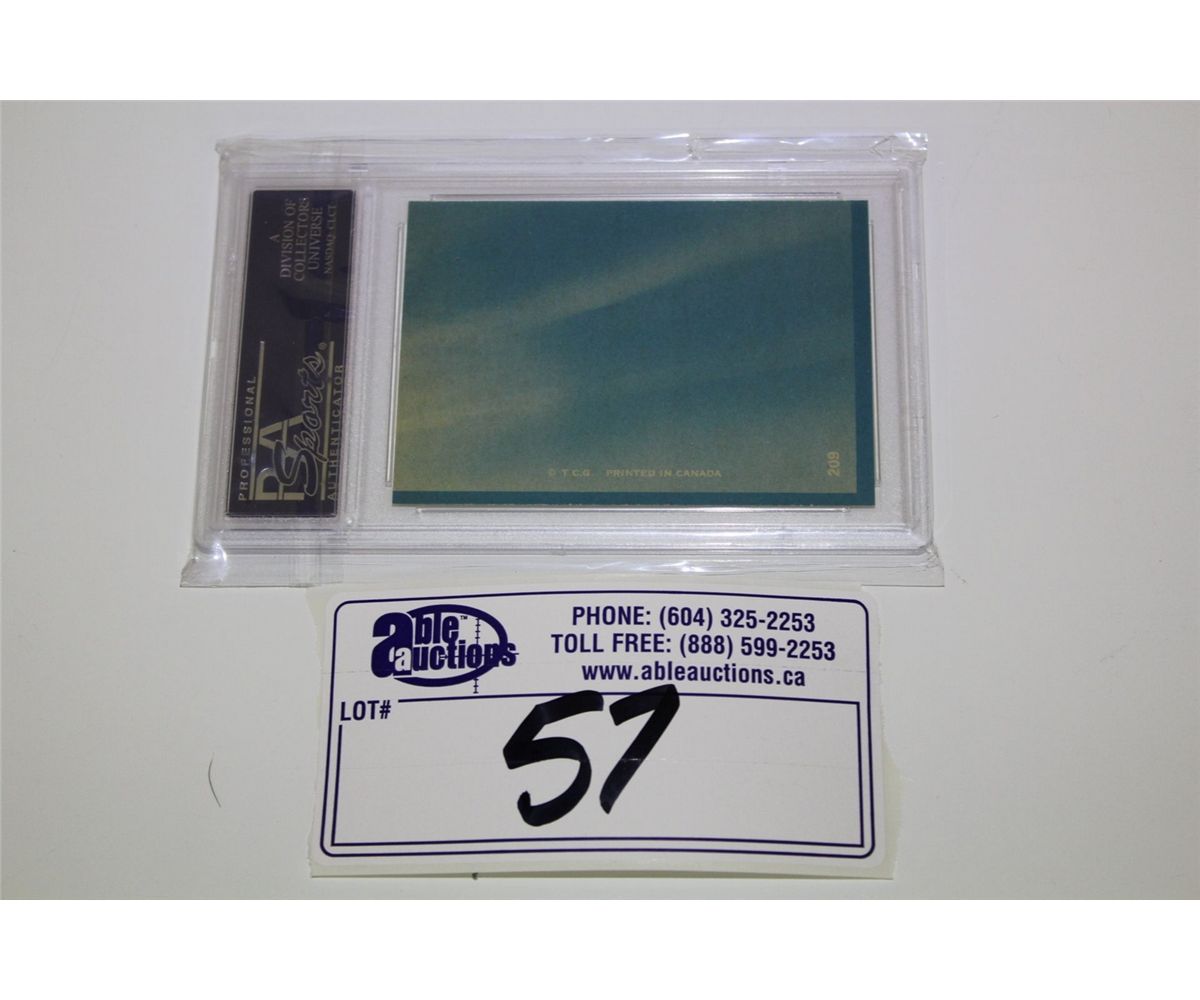 A
DIVISION OF
COLLECTORS
UNIVERSE
NASDAQ: CLCT
PROFESSIONAL
PSA
Sports®
AUTHENTICATOR
© T.C.G. PRINTED IN CANADA
209
able™
auctions
PHONE: (604) 325-2253
TOLL FREE: (888) 599-2253
www.ableauctions.ca
LOT#
57